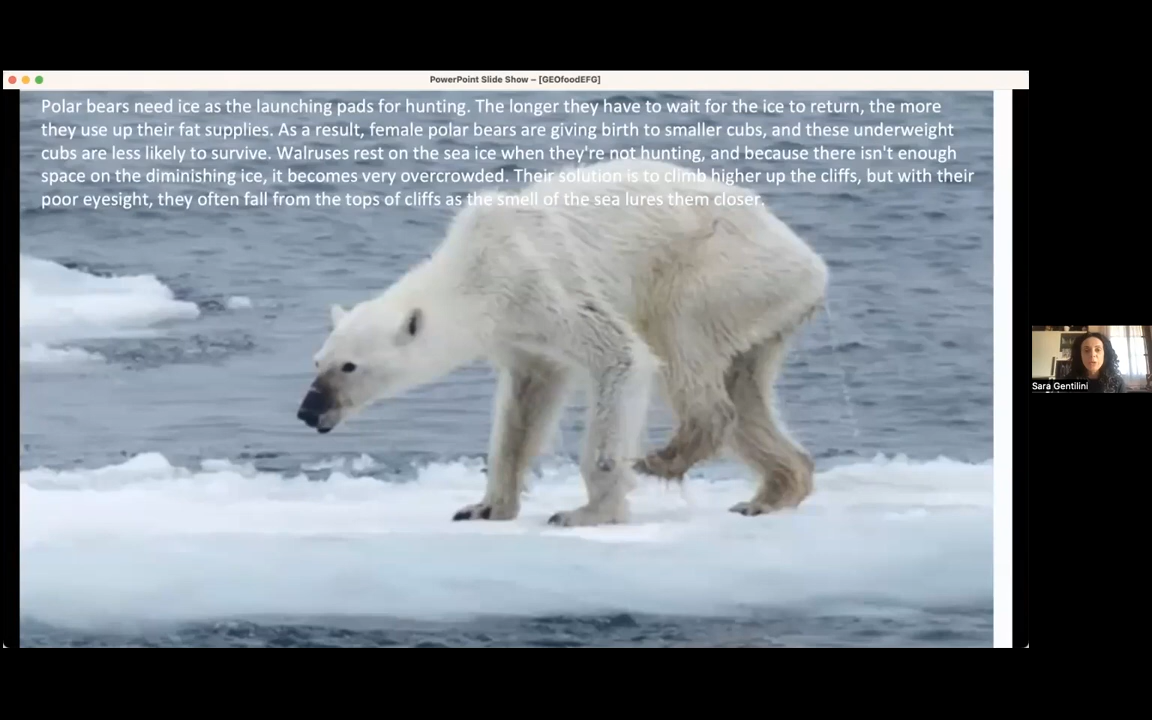 PowerPoint Slide Show – [GEOfoodEFG]
Polar bears need ice as the launching pads for hunting. The longer they have to wait for the ice to return, the more
they use up their fat supplies. As a result, female polar bears are giving birth to smaller cubs, and these underweight
cubs are less likely to survive. Walruses rest on the sea ice when they're not hunting, and because there isn't enough
space on the diminishing ice, it becomes very overcrowded. Their solution is to climb higher up the cliffs, but with their
poor eyesight, they often fall from the tops of cliffs as the smell of the sea lures them closer.
Sara Gentilini